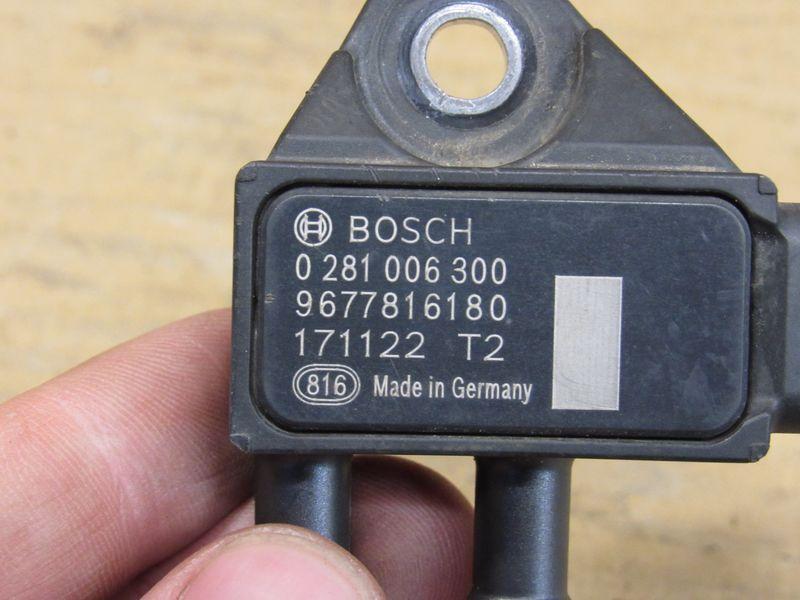 BOSCH
0 281 006 300
9677816180
171122 T2
816 Made in Germany